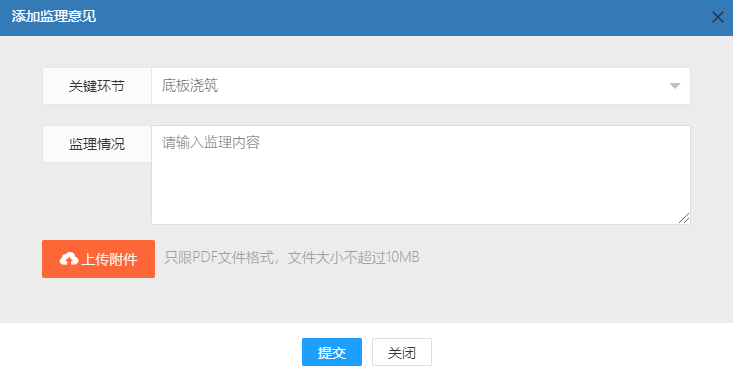 添加监理意见
关键环节 底板浇筑
监理情况 请输入监理内容
上传附件 只限PDF文件格式，文件大小不超过10MB
提交 关闭